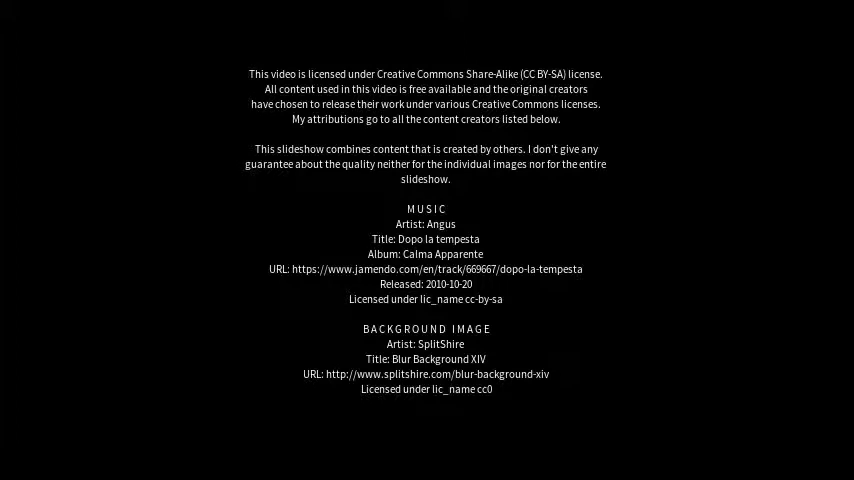 This video is licensed under Creative Commons Share-Alike (CC BY-SA) license.
All content used in this video is free available and the original creators
have chosen to release their work under various Creative Commons licenses.
My attributions go to all the content creators listed below.
This slideshow combines content that is created by others. I don't give any
guarantee about the quality neither for the individual images nor for the entire
slideshow.
MUSIC
Artist: Angus
Title: Dopo la tempesta
Album: Calma Apparente
URL: https://www.jamendo.com/en/track/669667/dopo-la-tempesta
Released: 2010-10-20
Licensed under lic_name cc-by-sa
BACKGROUND IMAGE
Artist: SplitShire
Title: Blur Background XIV
URL: http://www.splitshire.com/blur-background-xiv
Licensed under lic_name cc0